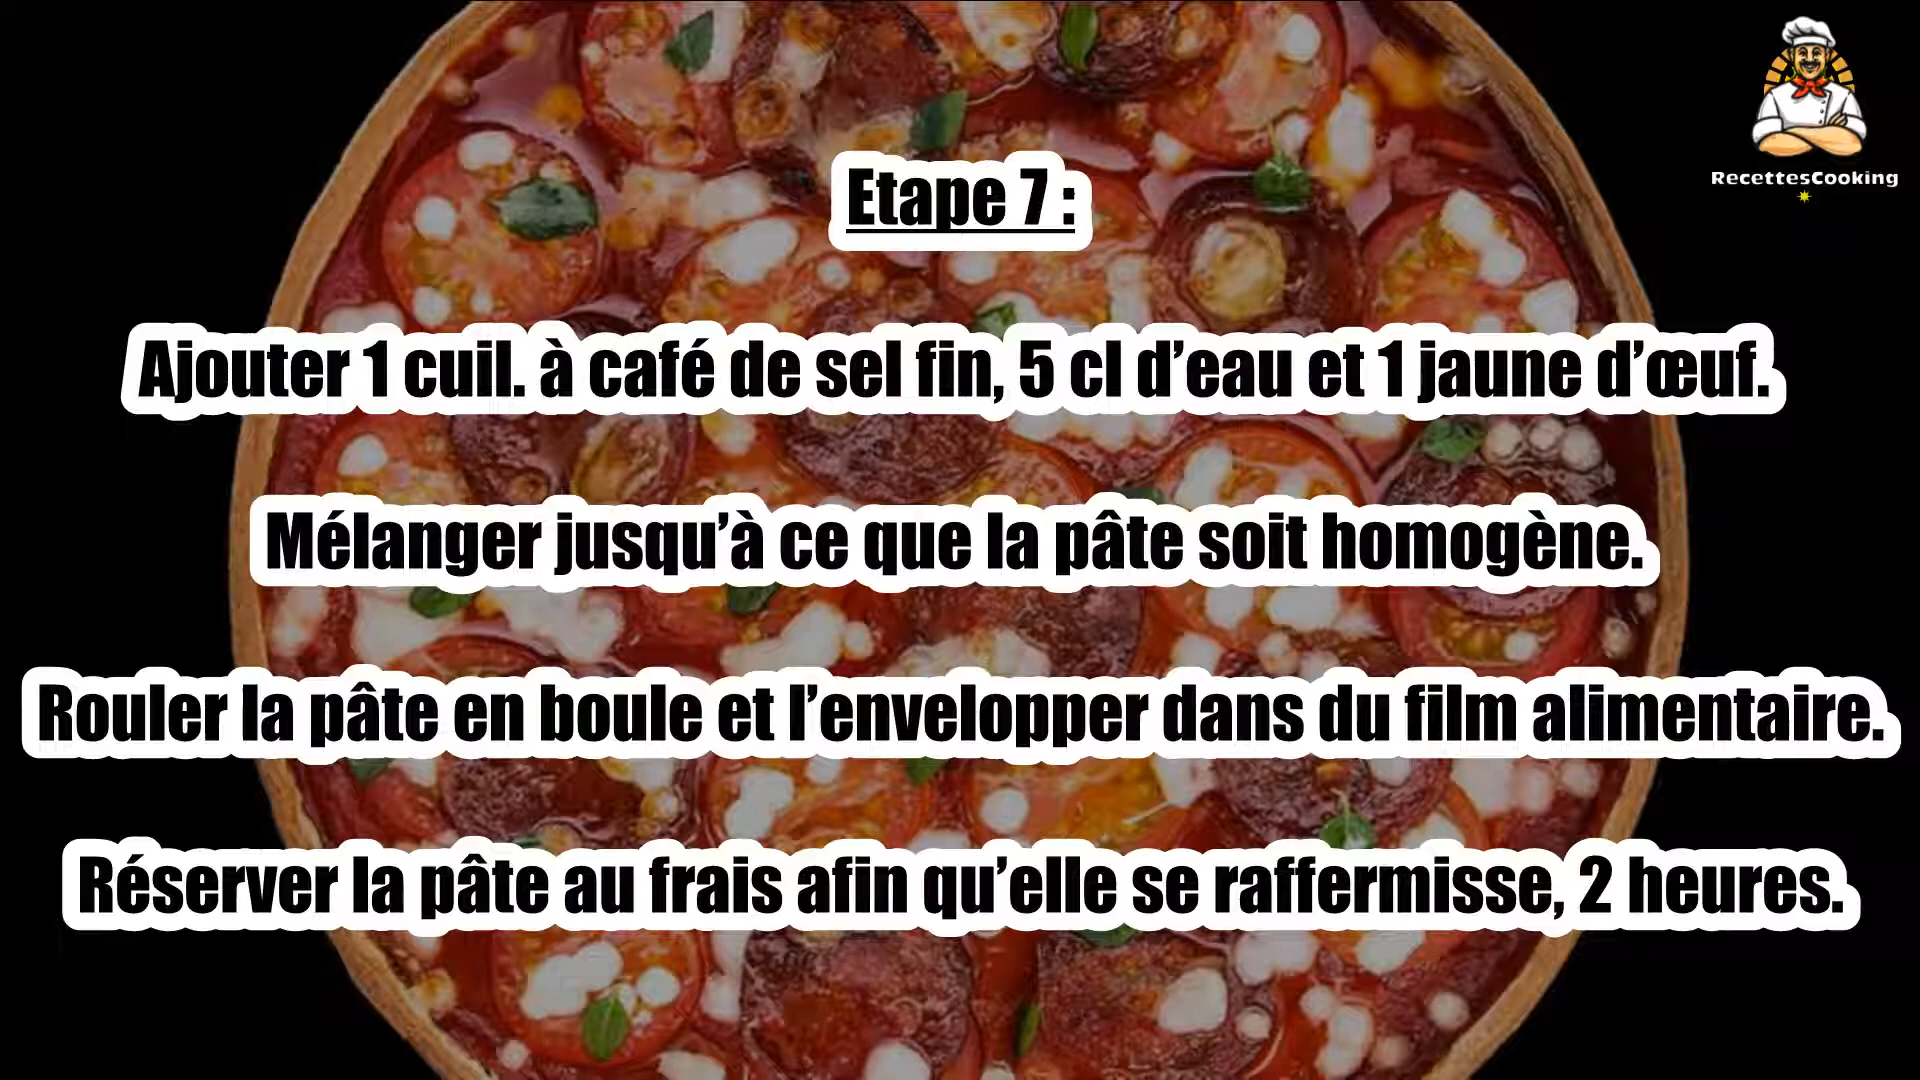 RecettesCooking
Etape 7 :
Ajouter 1 cuil. à café de sel fin, 5 cl d’eau et 1 jaune d’œuf.
Mélanger jusqu’à ce que la pâte soit homogène.
Rouler la pâte en boule et l’envelopper dans du film alimentaire.
Réserver la pâte au frais afin qu’elle se raffermisse, 2 heures.